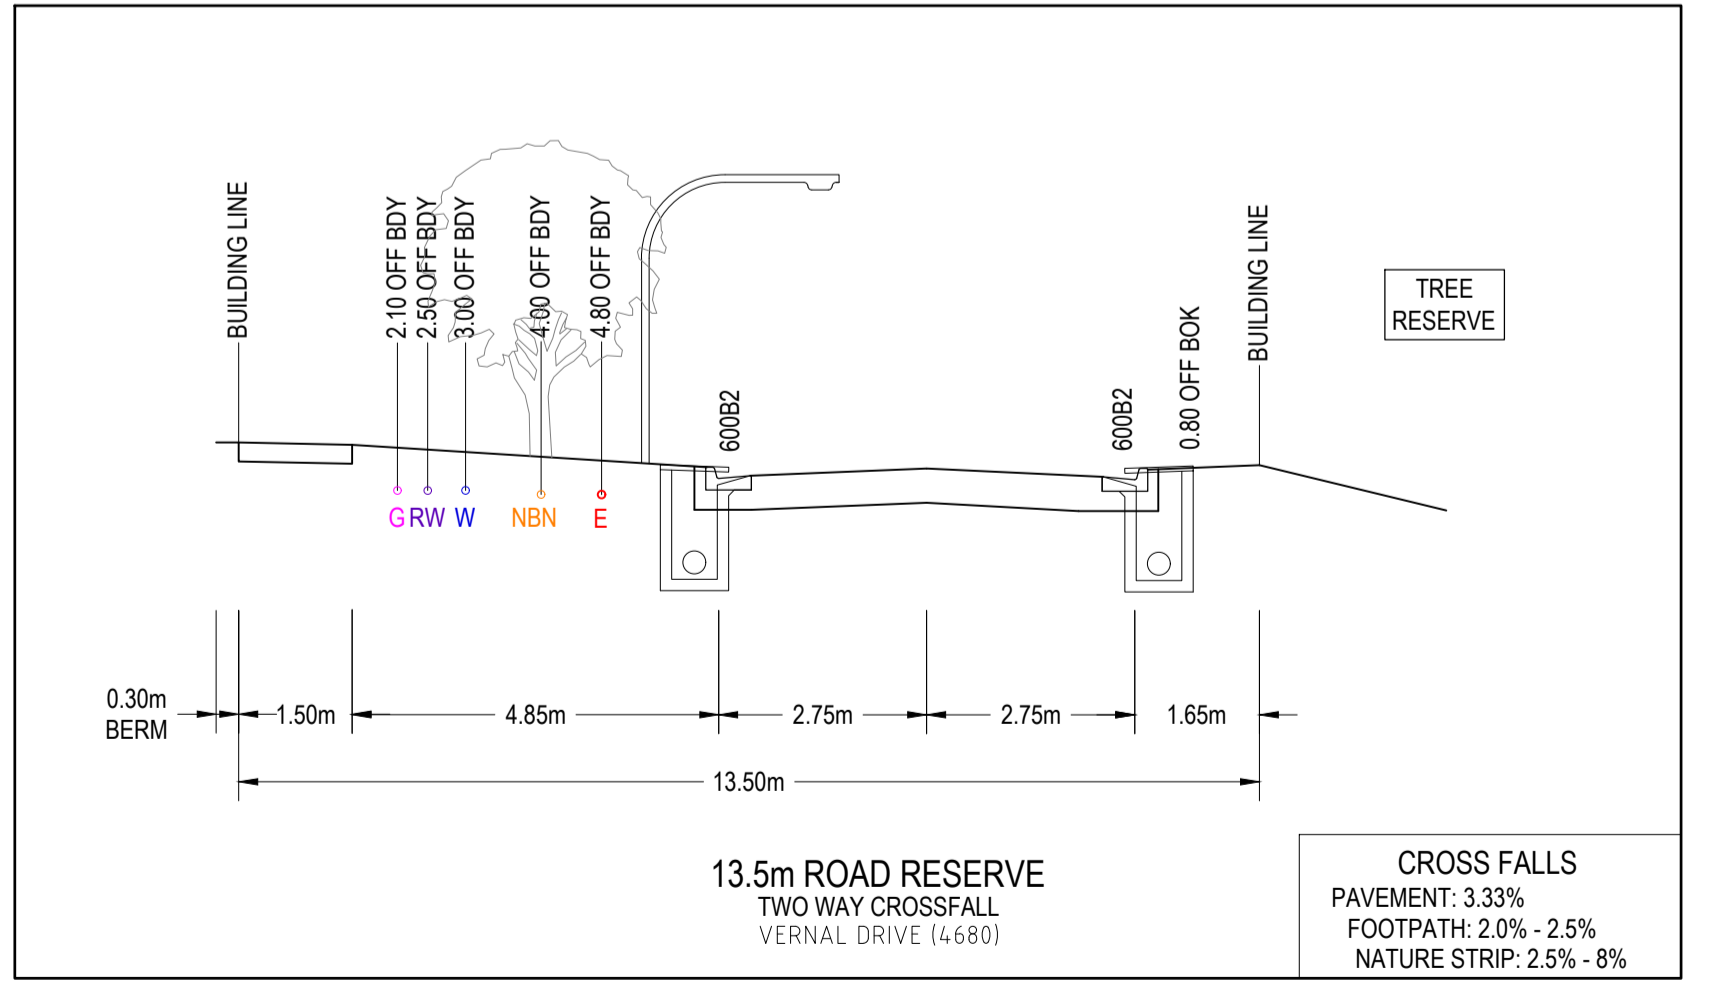 BUILDING LINE
2.10 OFF BDY
2.50 OFF BDY
3.00 OFF BDY
4.00 OFF BDY
4.80 OFF BDY
600B2
600B2
0.80 OFF BOK
BUILDING LINE
TREE
RESERVE
G RW W NBN E
0.30m
BERM
1.50m
4.85m
2.75m
2.75m
1.65m
13.50m
13.5m ROAD RESERVE
TWO WAY CROSSFALL
VERNAL DRIVE (4680)
CROSS FALLS
PAVEMENT: 3.33%
FOOTPATH: 2.0% - 2.5%
NATURE STRIP: 2.5% - 8%